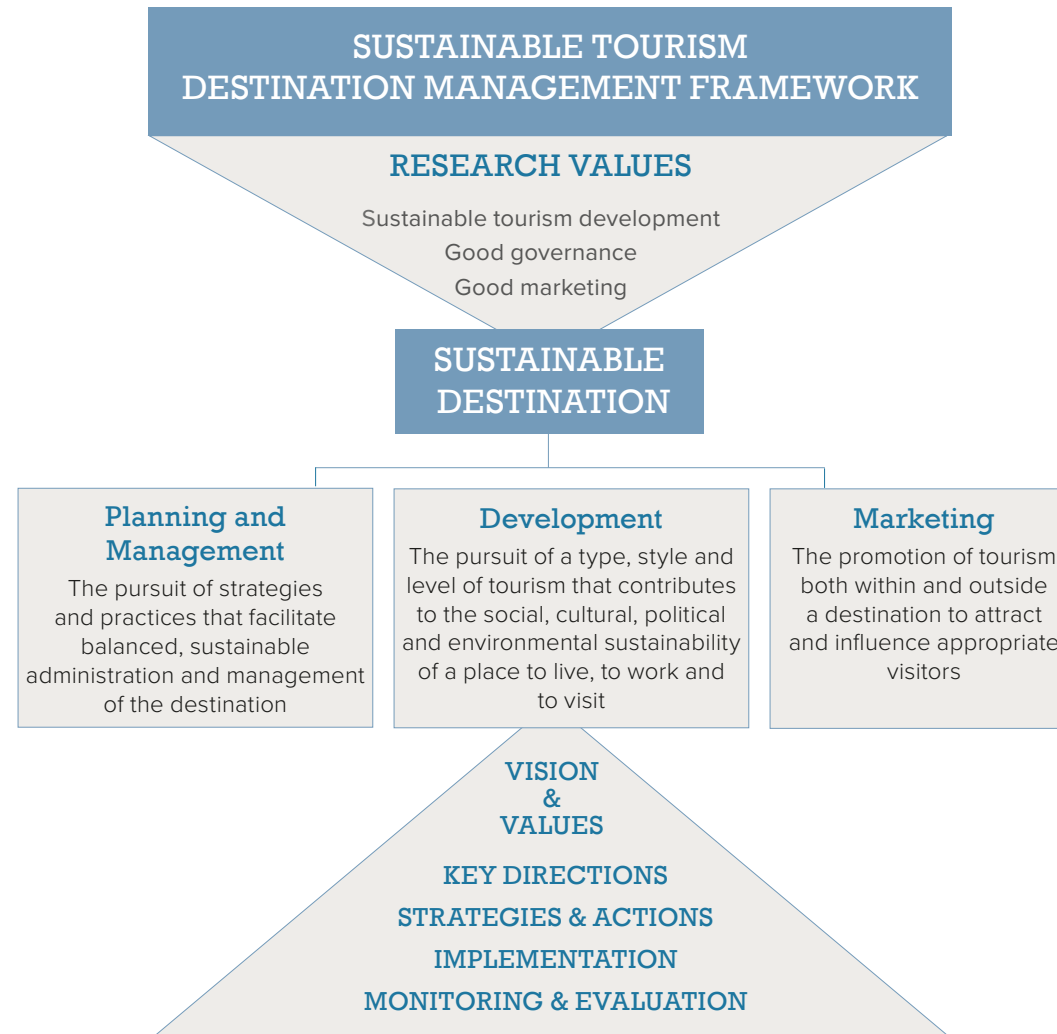 SUSTAINABLE TOURISM
DESTINATION MANAGEMENT FRAMEWORK
RESEARCH VALUES
Sustainable tourism development
Good governance
Good marketing
SUSTAINABLE
DESTINATION
Planning and
Management
The pursuit of strategies
and practices that facilitate
balanced, sustainable
administration and management
of the destination
Development
The pursuit of a type, style and
level of tourism that contributes
to the social, cultural, political
and environmental sustainability
of a place to live, to work and
to visit
Marketing
The promotion of tourism
both within and outside
a destination to attract
and influence appropriate
visitors
VISION
&
VALUES
KEY DIRECTIONS
STRATEGIES & ACTIONS
IMPLEMENTATION
MONITORING & EVALUATION